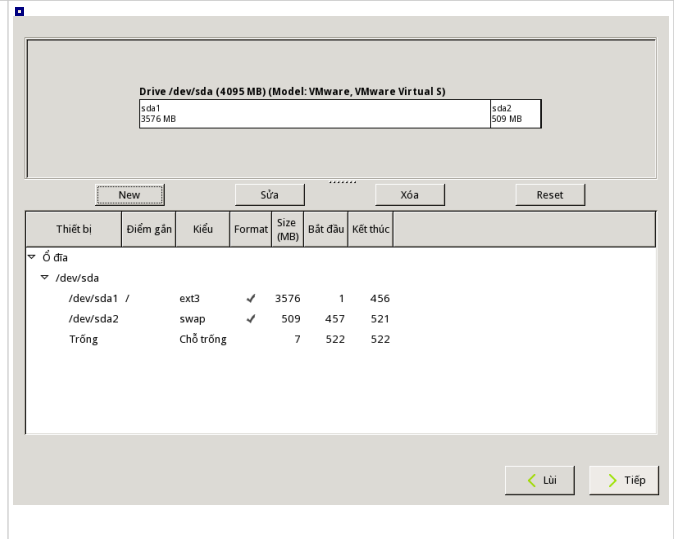 Drive /dev/sda (4095 MB) (Model: VMware, VMware Virtual S)
sda1 sda2
3576 MB 509 MB
New Sửa Xóa Reset
Thiết bị Điểm gắn Kiểu Format Size (MB) Bắt đầu Kết thúc
Ổ đĩa
/dev/sda
/dev/sda1 / ext3 3576 1 456
/dev/sda2 swap 509 457 521
Trống Chỗ trống 7 522 522
Lùi Tiếp